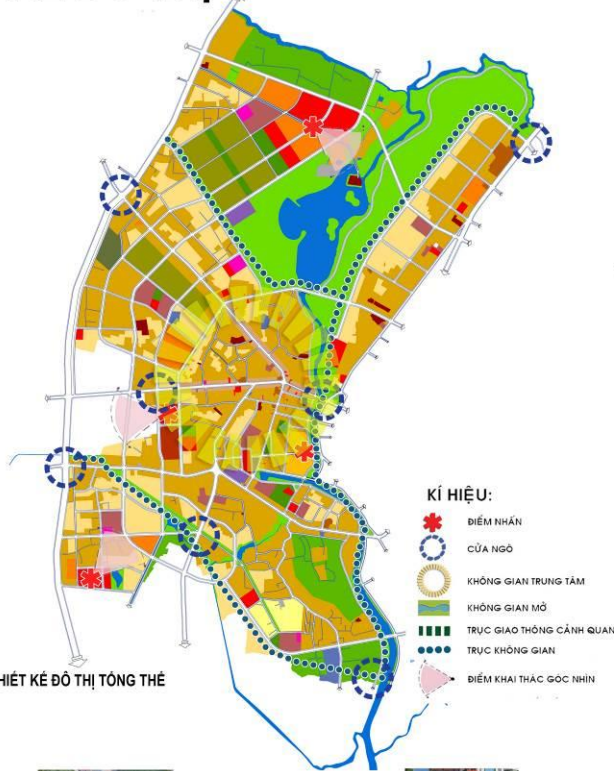 KÍ HIỆU:
ĐIỂM NHẤN
CỬA NGÕ
KHÔNG GIAN TRUNG TÂM
KHÔNG GIAN MỞ
TRỤC GIAO THÔNG CẢNH QUAN
TRỤC KHÔNG GIAN
ĐIỂM KHAI THÁC GÓC NHÌN
HIẾT KẾ ĐÔ THỊ TỔNG THỂ